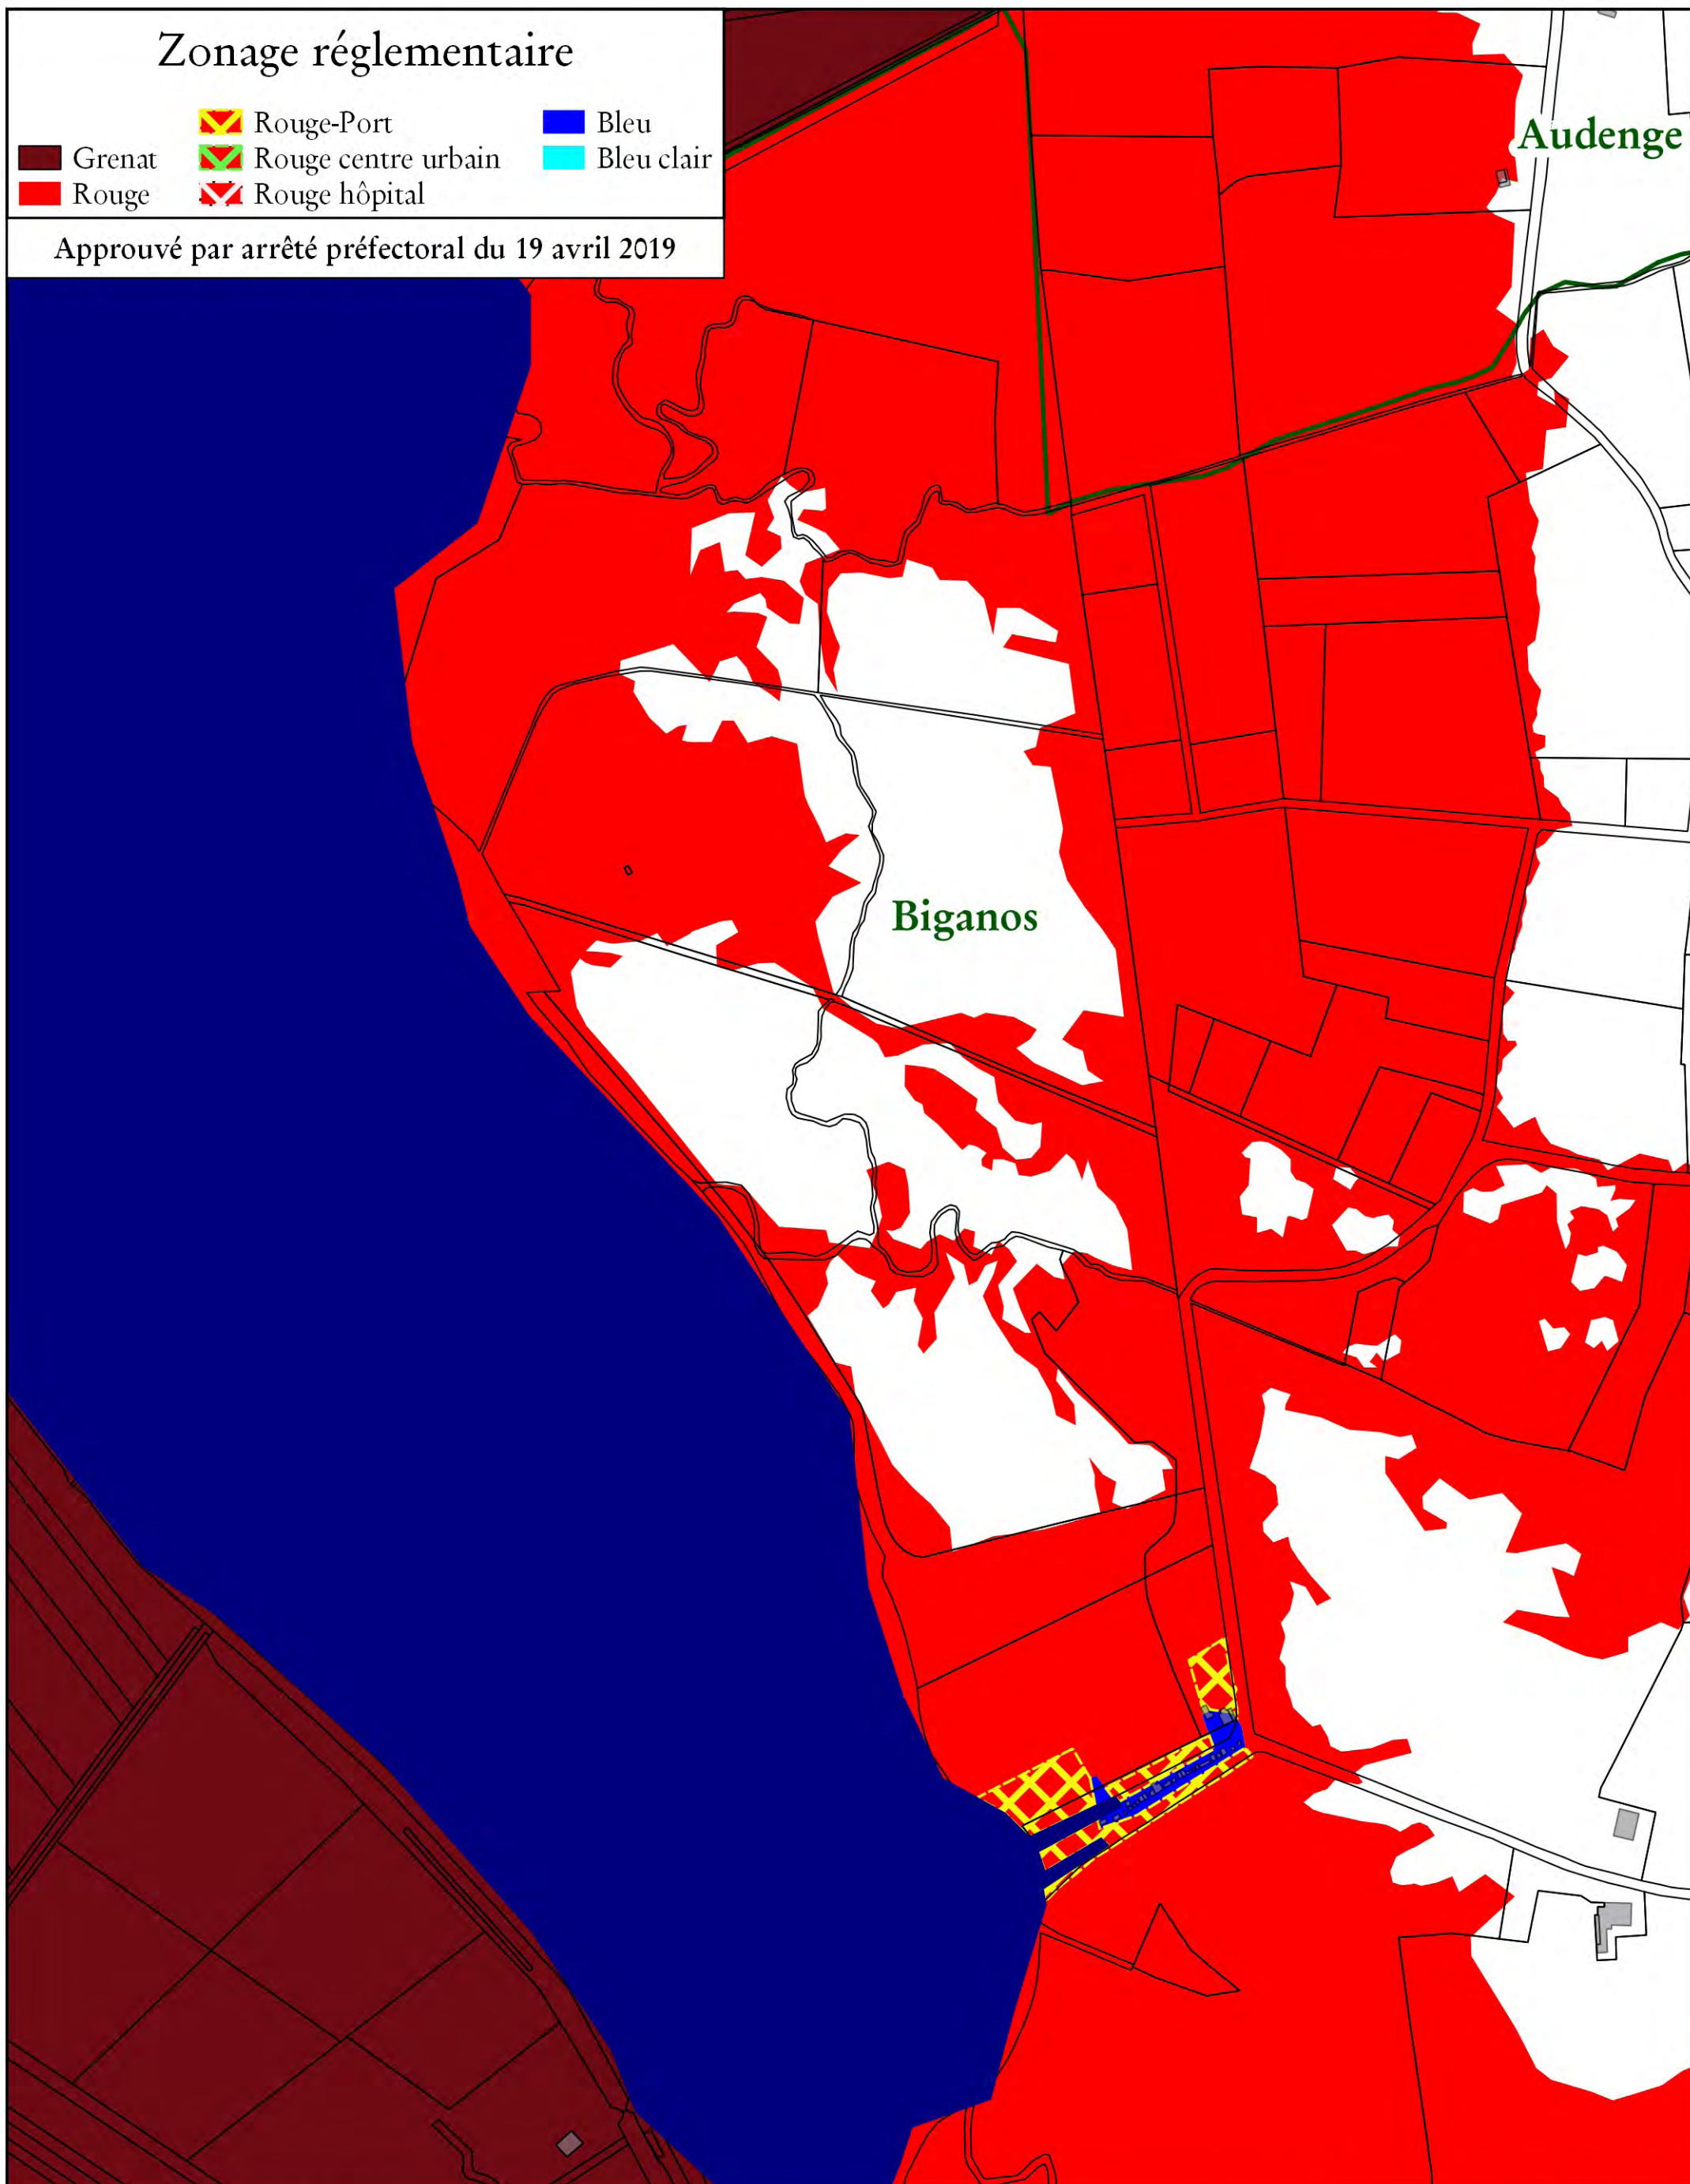 Zonage réglementaire
Grenat
Rouge
Rouge-Port
Rouge centre urbain
Rouge hôpital
Bleu
Bleu clair
Approuvé par arrêté préfectoral du 19 avril 2019
Audenge
Biganos